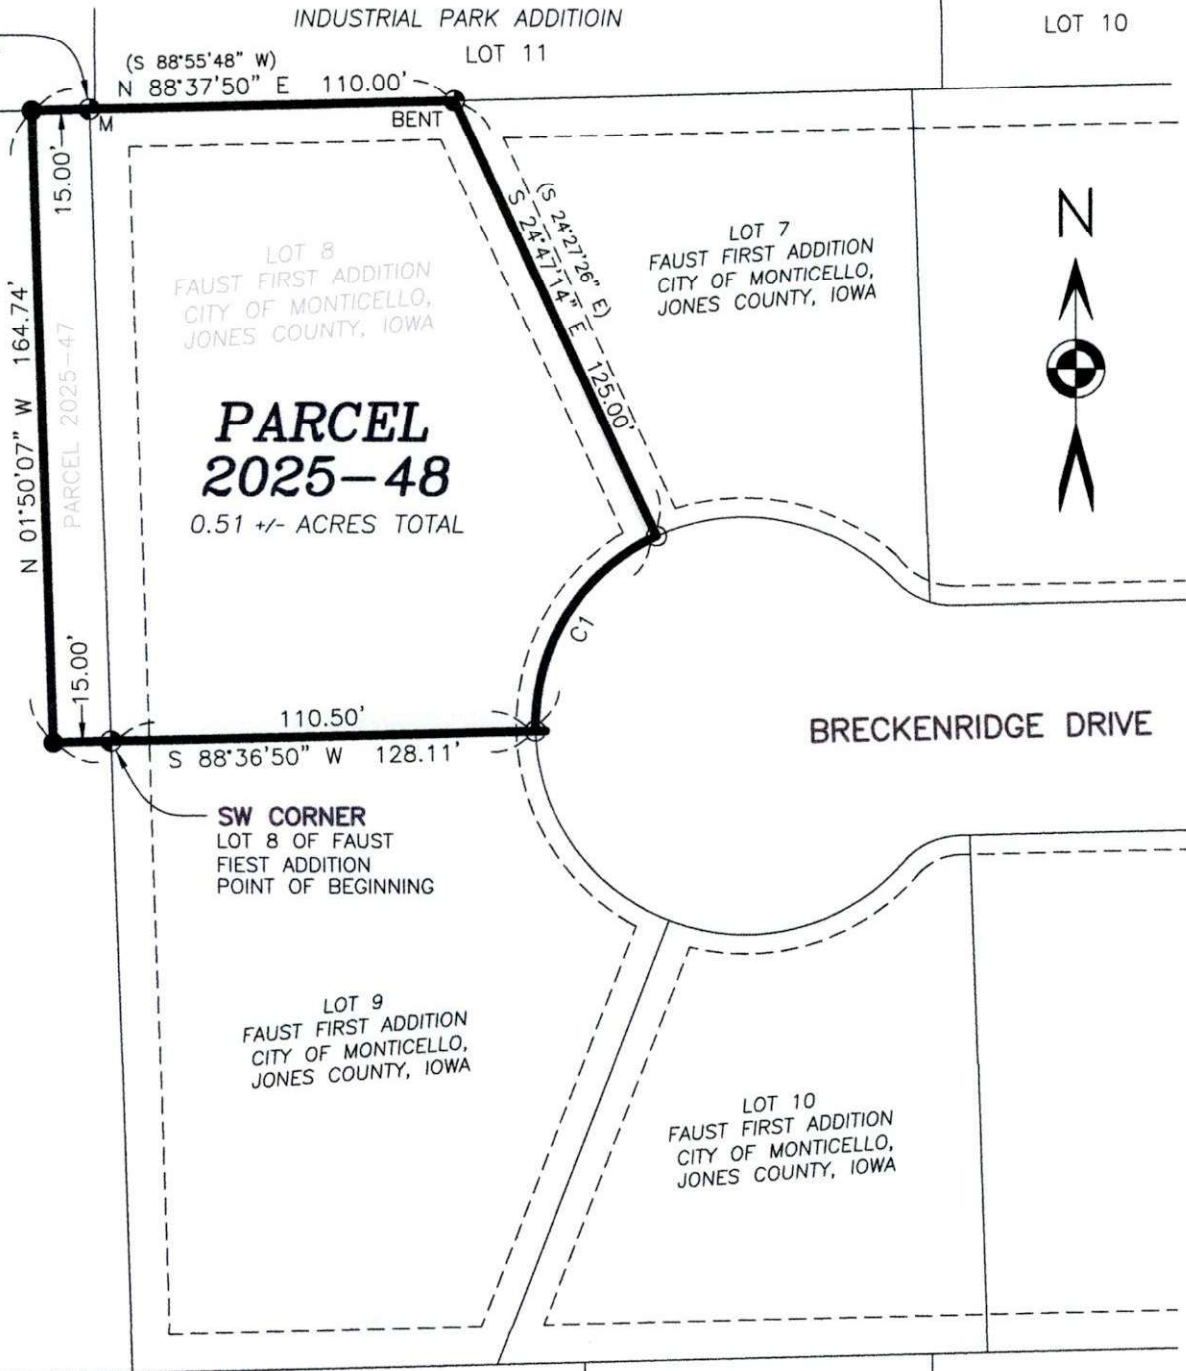 INDUSTRIAL PARK ADDITIOIN
LOT 11
LOT 10
(S 88°55'48" W)
N 88°37'50" E 110.00'
M
BENT
15.00'
(S 24°27'26" E)
S 24°47'14" E 125.00'
LOT 7
FAUST FIRST ADDITION
CITY OF MONTICELLO,
JONES COUNTY, IOWA
N
LOT 8
FAUST FIRST ADDITION
CITY OF MONTICELLO,
JONES COUNTY, IOWA
N 01°50'07" W 164.74'
PARCEL 2025-47
PARCEL
2025-48
0.51 +/- ACRES TOTAL
C1
15.00'
110.50'
S 88°36'50" W 128.11'
BRECKENRIDGE DRIVE
SW CORNER
LOT 8 OF FAUST
FIEST ADDITION
POINT OF BEGINNING
LOT 9
FAUST FIRST ADDITION
CITY OF MONTICELLO,
JONES COUNTY, IOWA
LOT 10
FAUST FIRST ADDITION
CITY OF MONTICELLO,
JONES COUNTY, IOWA